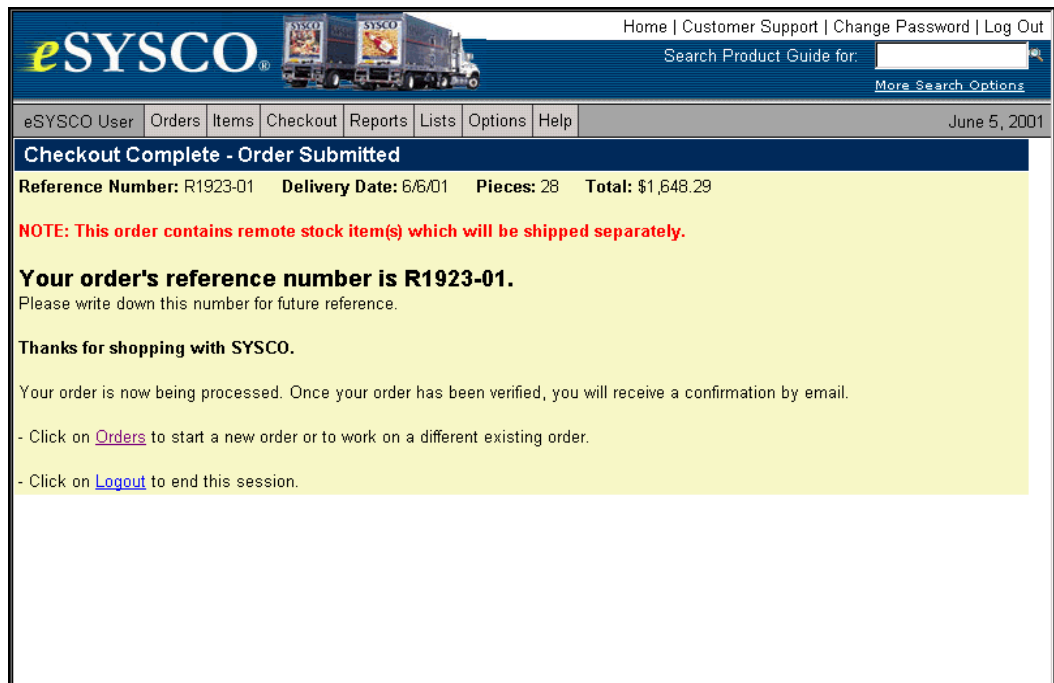 Home | Customer Support | Change Password | Log Out
eSYSCO®
SYSCO SYSCO
Search Product Guide for:
More Search Options
eSYSCO User Orders Items Checkout Reports Lists Options Help June 5, 2001
Checkout Complete - Order Submitted
Reference Number: R1923-01 Delivery Date: 6/6/01 Pieces: 28 Total: $1,648.29
NOTE: This order contains remote stock item(s) which will be shipped separately.
Your order's reference number is R1923-01.
Please write down this number for future reference.
Thanks for shopping with SYSCO.
Your order is now being processed. Once your order has been verified, you will receive a confirmation by email.
- Click on Orders to start a new order or to work on a different existing order.
- Click on Logout to end this session.